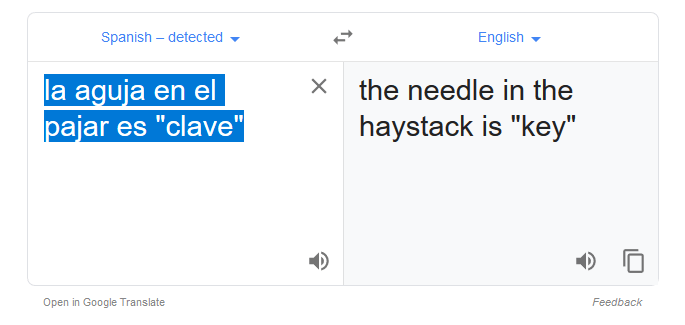 Spanish – detected
English
la aguja en el
pajar es "clave"
the needle in the
haystack is "key"
Open in Google Translate
Feedback